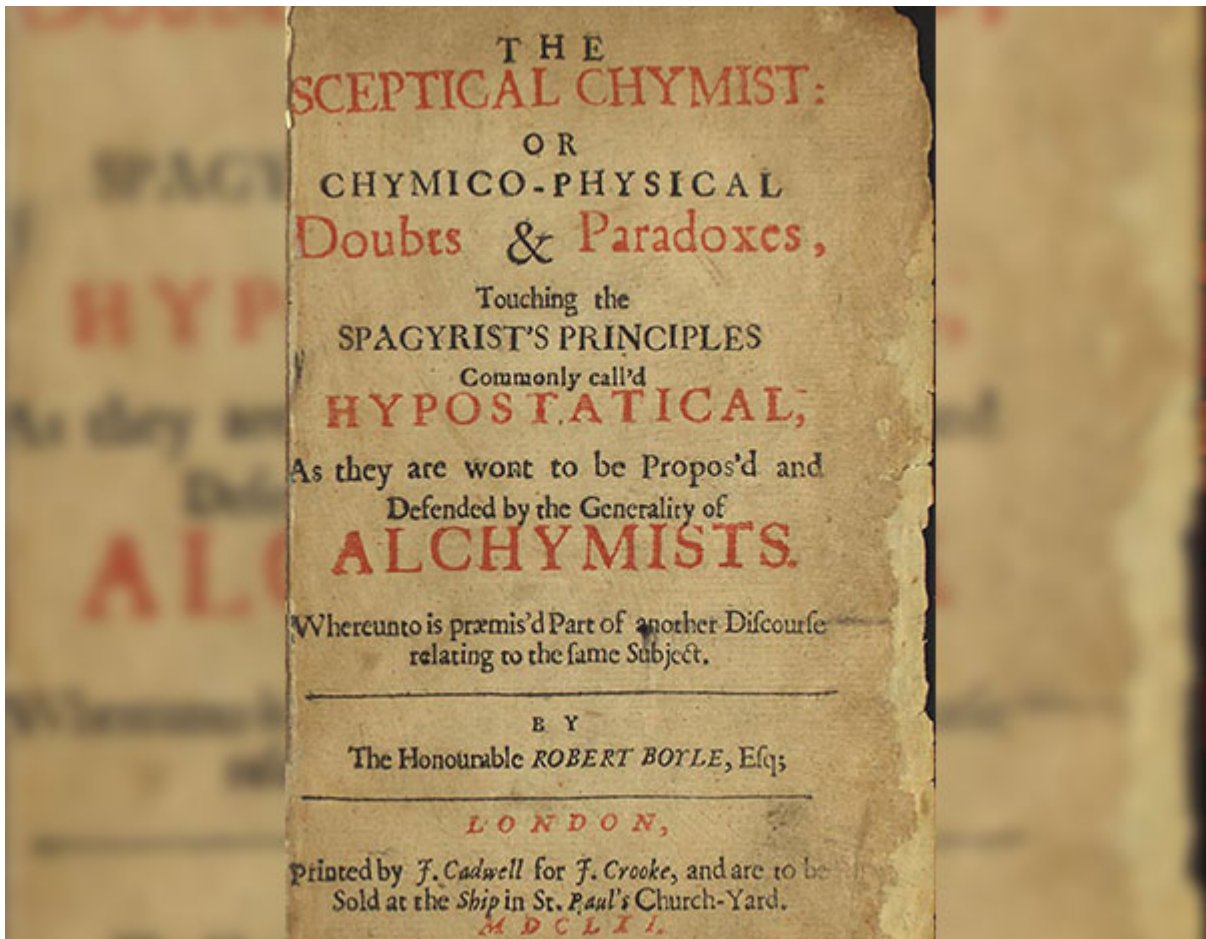 THE
SCEPTICAL CHYMIST:
OR
CHYMICO-PHYSICAL
Doubts & Paradoxes,
Touching the
SPAGYRIST'S PRINCIPLES
Commonly call'd
HYPOSTATICAL,
As they are wont to be Propos'd and
Defended by the Generality of
ALCHYMISTS.
Whereunto is præmis'd Part of another Diſcourſe
relating to the ſame Subject.
BY
The Honourable ROBERT BOYLE, Eſq;
LONDON,
Printed by J. Cadwell for J. Crooke, and are to be
Sold at the Ship in St. Paul's Church-Yard.
MDCLXI.